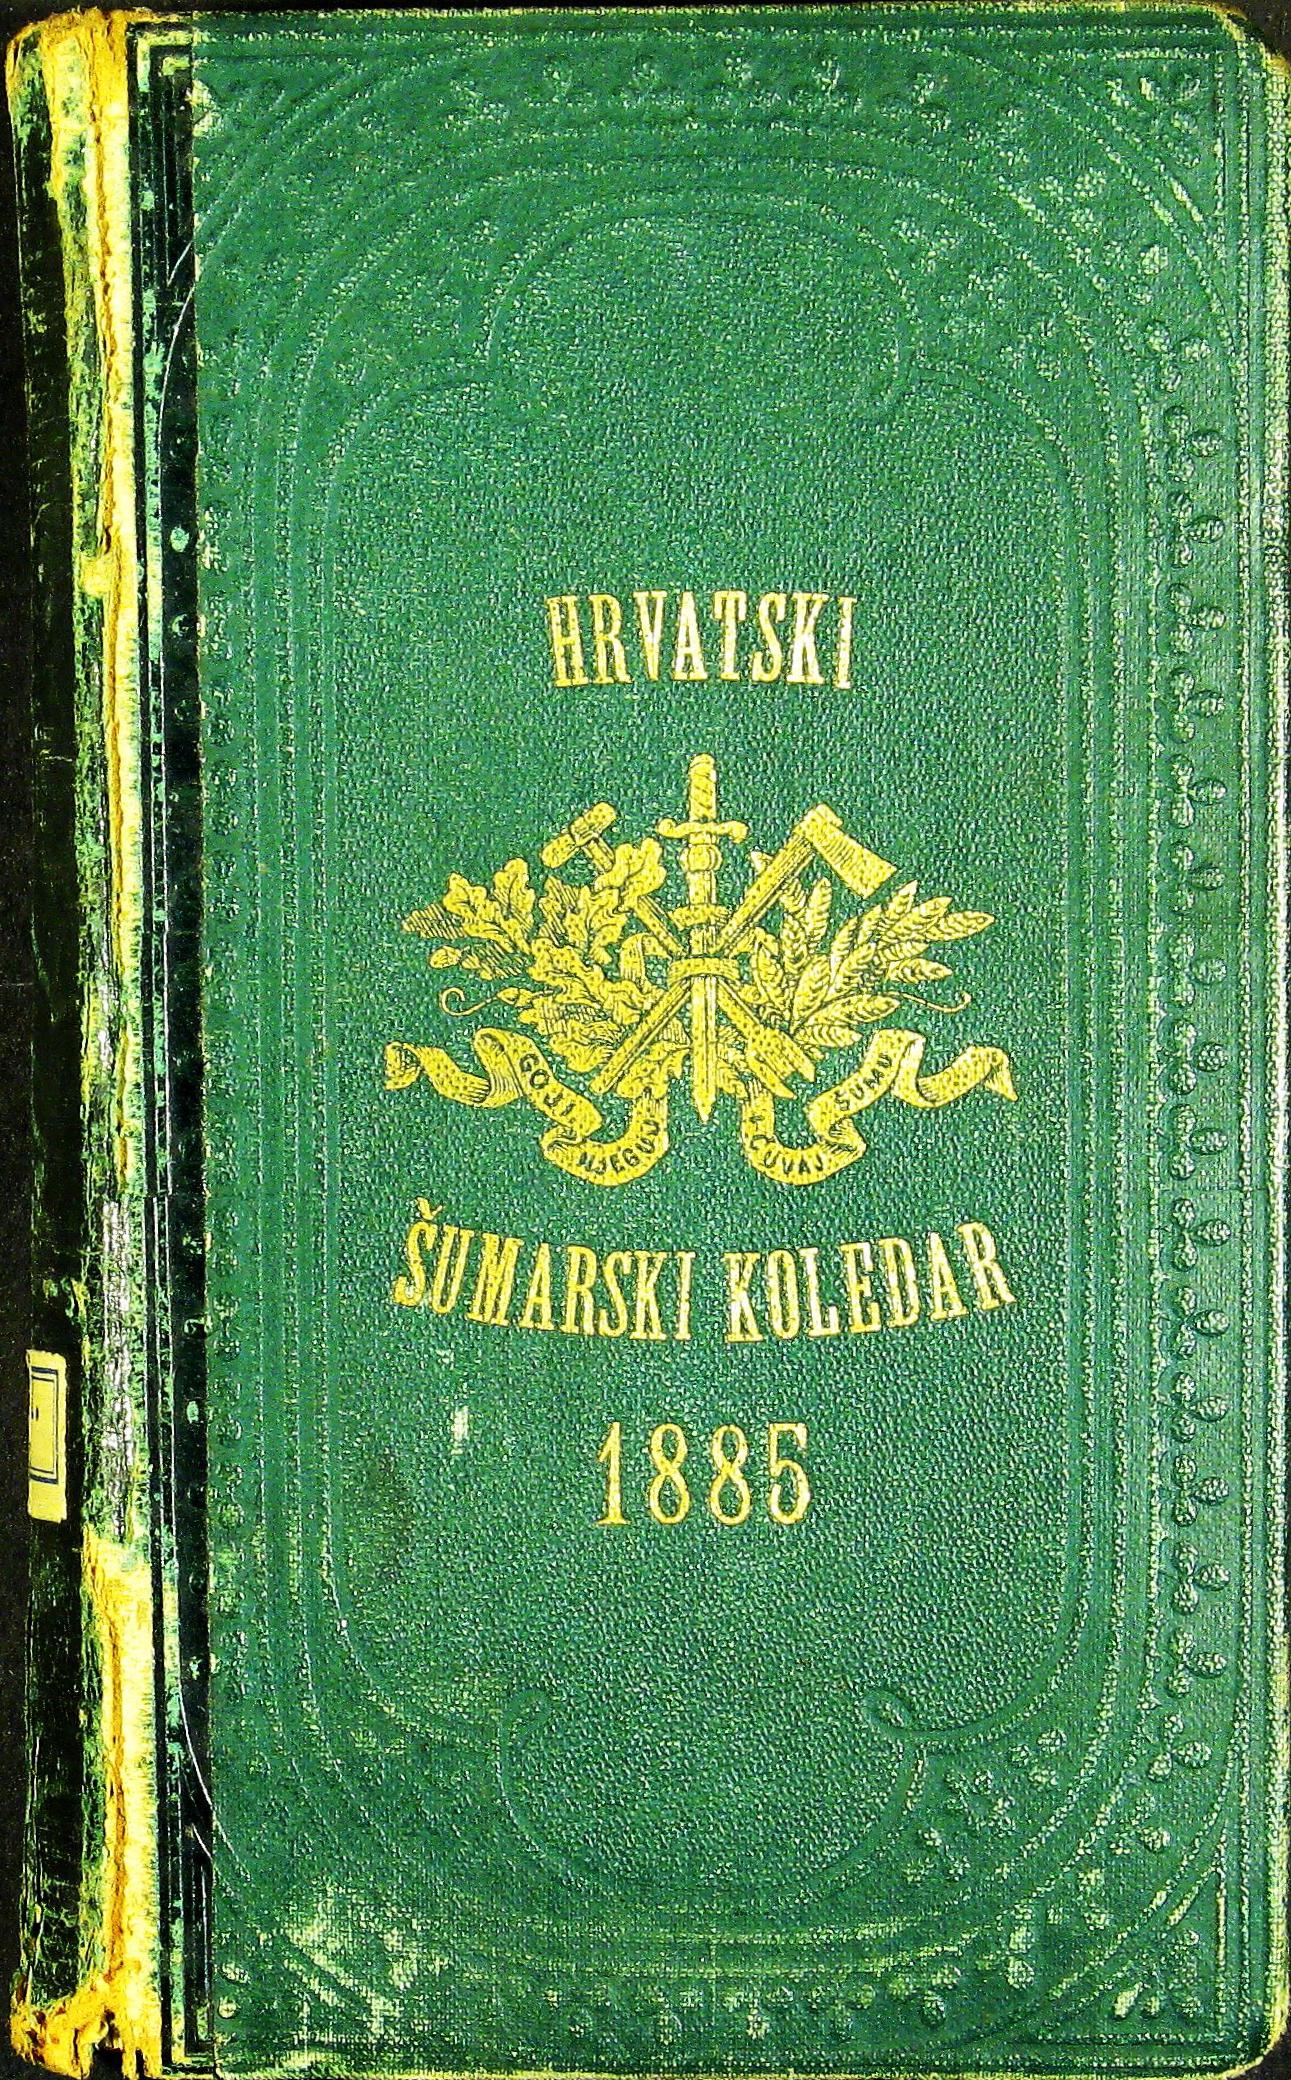 HRVATSKI
GOJI NJEGUJ ČUVAJ ŠUMU
ŠUMARSKI KOLEDAR
1885